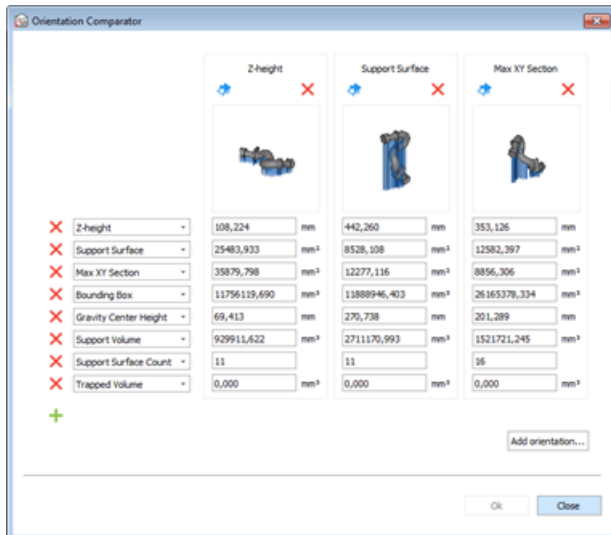 Orientation Comparator
Z-height Support Surface Max XY Section
Z-height 108,224 mm 442,260 mm 353,126 mm
Support Surface 25483,933 mm² 8528,108 mm² 12582,397 mm²
Max XY Section 35879,798 mm² 12277,116 mm² 8856,306 mm²
Bounding Box 11756119,690 mm³ 11888946,403 mm³ 26165378,334 mm³
Gravity Center Height 69,413 mm 270,738 mm 201,289 mm
Support Volume 929911,622 mm³ 2711170,993 mm³ 1521721,245 mm³
Support Surface Count 11 11 16
Trapped Volume 0,000 mm³ 0,000 mm³ 0,000 mm³
Add orientation...
Ok Close